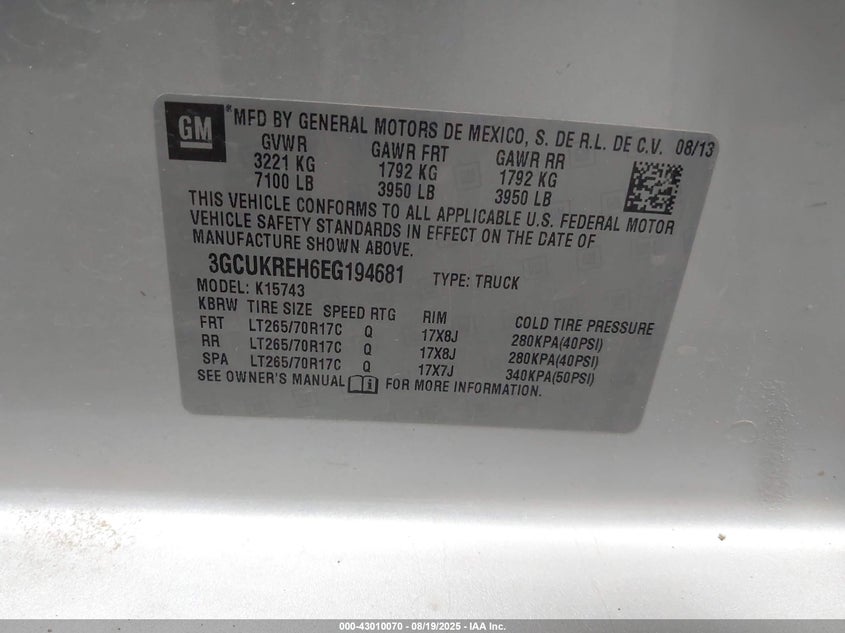 GM *MFD BY GENERAL MOTORS DE MEXICO, S. DE R.L. DE C.V. 08/13
GVWR GAWR FRT GAWR RR
3221 KG 1792 KG 1792 KG
7100 LB 3950 LB 3950 LB
THIS VEHICLE CONFORMS TO ALL APPLICABLE U.S. FEDERAL MOTOR
VEHICLE SAFETY STANDARDS IN EFFECT ON THE DATE OF
MANUFACTURE SHOWN ABOVE.
3GCUKREH6EG194681 TYPE: TRUCK
MODEL: K15743
KBRW TIRE SIZE SPEED RTG RIM COLD TIRE PRESSURE
FRT LT265/70R17C Q 17X8J 280KPA(40PSI)
RR LT265/70R17C Q 17X8J 280KPA(40PSI)
SPA LT265/70R17C Q 17X7J 340KPA(50PSI)
SEE OWNER'S MANUAL FOR MORE INFORMATION.
000-43010070 - 08/19/2025 - IAA Inc.